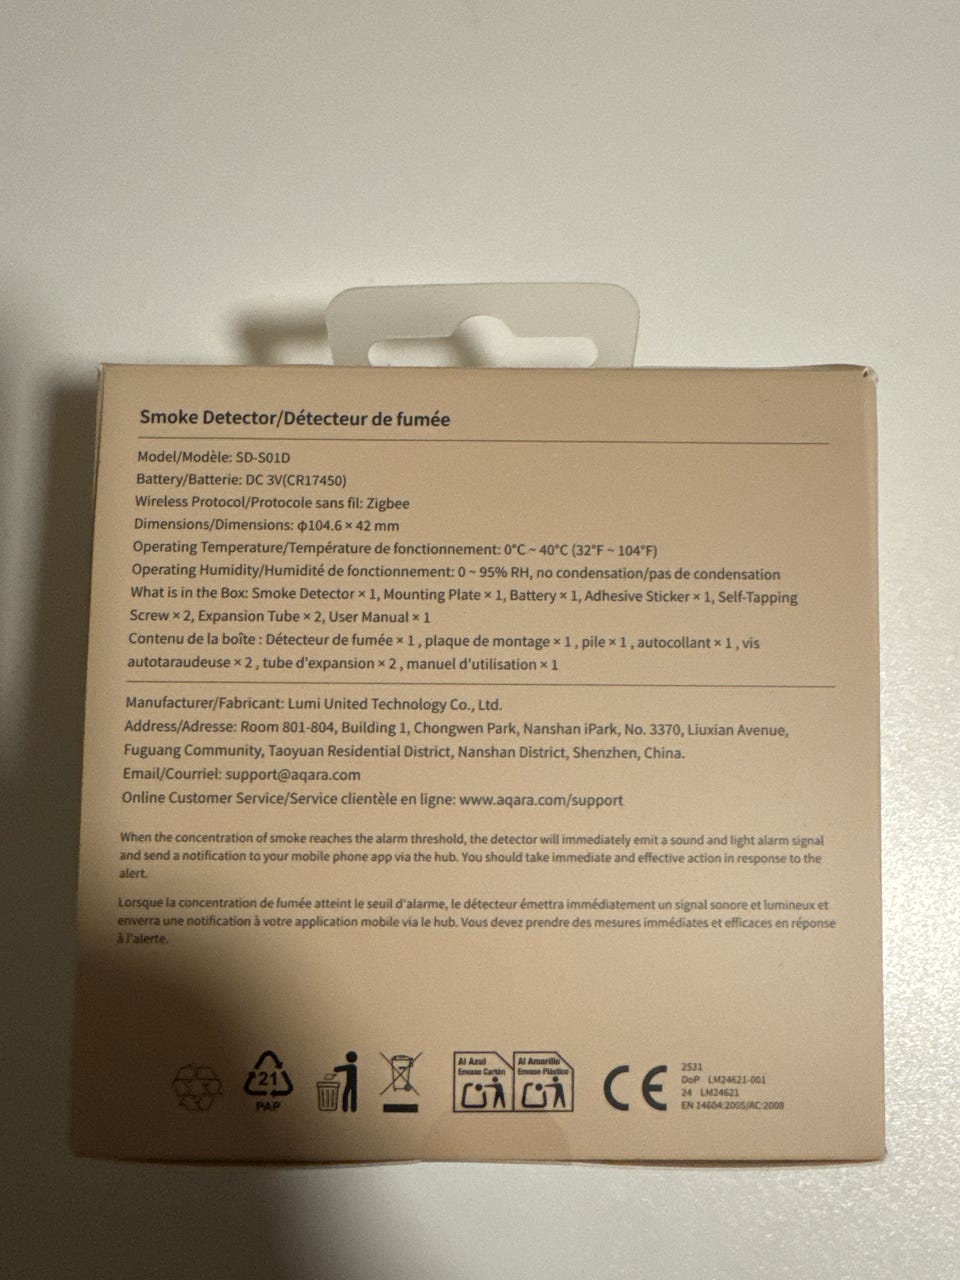 Smoke Detector/Détecteur de fumée
Model/Modèle: SD-S01D
Battery/Batterie: DC 3V(CR17450)
Wireless Protocol/Protocole sans fil: Zigbee
Dimensions/Dimensions: φ104.6 × 42 mm
Operating Temperature/Température de fonctionnement: 0°C ~ 40°C (32°F ~ 104°F)
Operating Humidity/Humidité de fonctionnement: 0 ~ 95% RH, no condensation/pas de condensation
What is in the Box: Smoke Detector × 1, Mounting Plate × 1, Battery × 1, Adhesive Sticker × 1, Self-Tapping
Screw × 2, Expansion Tube × 2, User Manual × 1
Contenu de la boîte : Détecteur de fumée × 1 , plaque de montage × 1 , pile × 1 , autocollant × 1 , vis
autotaraudeuse × 2 , tube d'expansion × 2 , manuel d'utilisation × 1
Manufacturer/Fabricant: Lumi United Technology Co., Ltd.
Address/Adresse: Room 801-804, Building 1, Chongwen Park, Nanshan iPark, No. 3370, Liuxian Avenue,
Fuguang Community, Taoyuan Residential District, Nanshan District, Shenzhen, China.
Email/Courriel: support@aqara.com
Online Customer Service/Service clientèle en ligne: www.aqara.com/support
When the concentration of smoke reaches the alarm threshold, the detector will immediately emit a sound and light alarm signal
and send a notification to your mobile phone app via the hub. You should take immediate and effective action in response to the
alert.
Lorsque la concentration de fumée atteint le seuil d'alarme, le détecteur émettra immédiatement un signal sonore et lumineux et
enverra une notification à votre application mobile via le hub. Vous devez prendre des mesures immédiates et efficaces en réponse
à l'alerte.
21
PAP
Al Azul
Envase Cartón
Al Amarillo
Envase Plástico
CE
2531
DoP LM24621-001
24 LM24621
EN 14604:2005/AC:2008